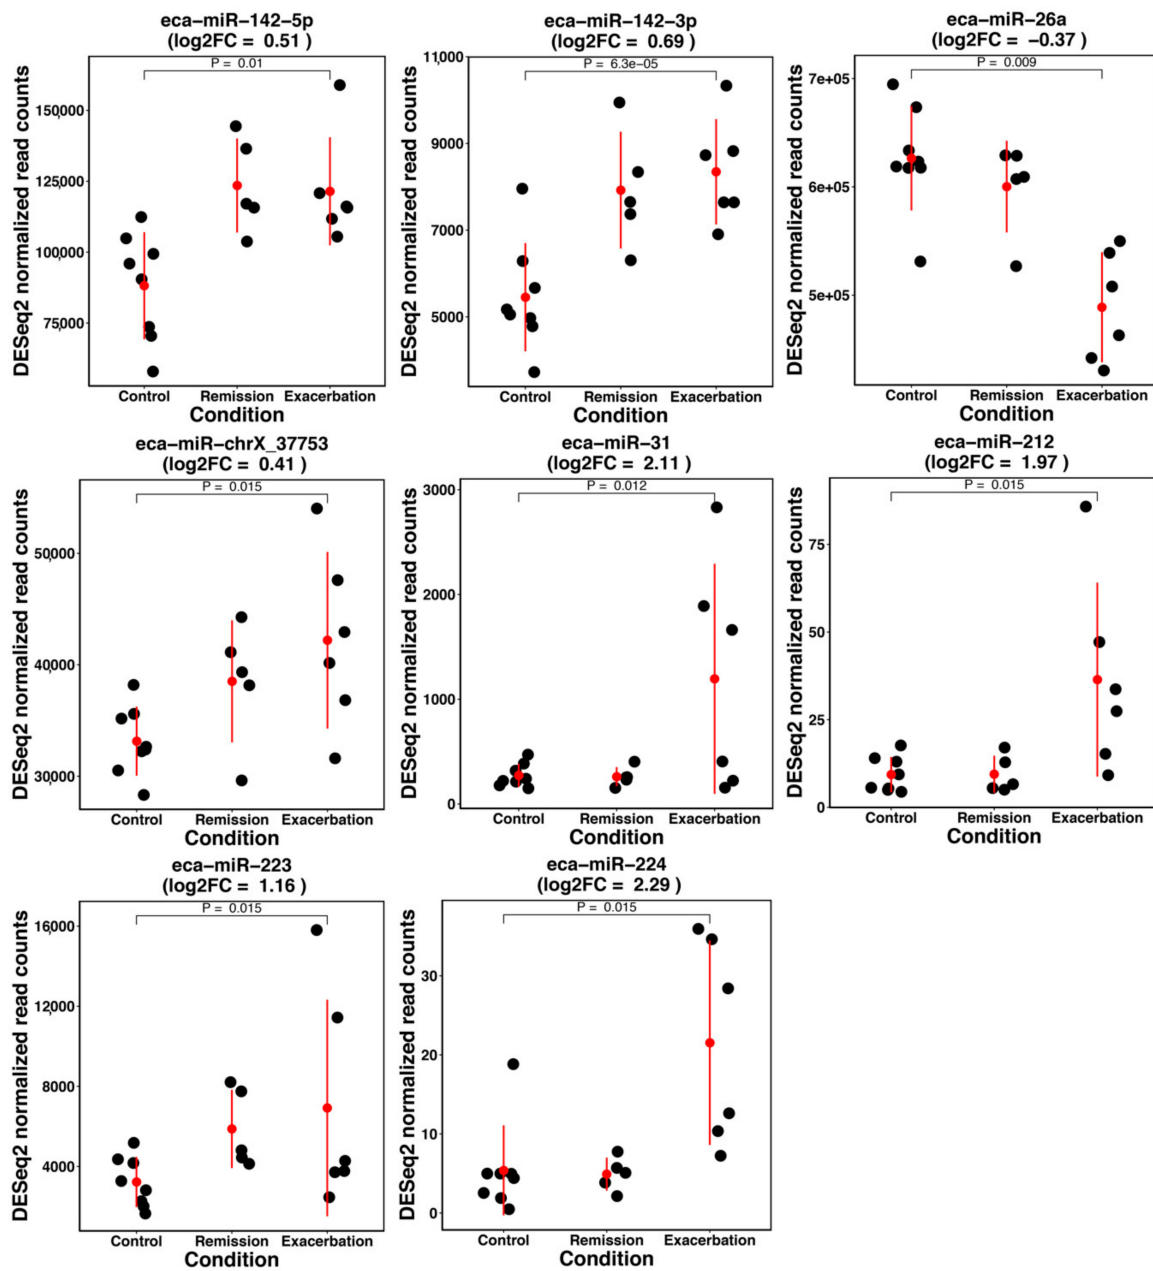 eca-miR-142-5p
(log2FC = 0.51 )
DESeq2 normalized read counts
P = 0.01
150,000
125,000
100,000
75,000
Control Remission Exacerbation
Condition
eca-miR-142-3p
(log2FC = 0.69 )
DESeq2 normalized read counts
P = 6.3e-05
11000
9000
7000
5000
Control Remission Exacerbation
Condition
eca-miR-26a
(log2FC = -0.37 )
DESeq2 normalized read counts
P = 0.009
7e+05
6e+05
5e+05
Control Remission Exacerbation
Condition
eca-miR-chrX_37753
(log2FC = 0.41 )
DESeq2 normalized read counts
P = 0.015
50000
40000
30000
Control Remission Exacerbation
Condition
eca-miR-31
(log2FC = 2.11 )
DESeq2 normalized read counts
P = 0.012
3000
2000
1000
0
Control Remission Exacerbation
Condition
eca-miR-212
(log2FC = 1.97 )
DESeq2 normalized read counts
P = 0.015
75
50
25
0
Control Remission Exacerbation
Condition
eca-miR-223
(log2FC = 1.16 )
DESeq2 normalized read counts
P = 0.015
16000
12000
8000
4000
Control Remission Exacerbation
Condition
eca-miR-224
(log2FC = 2.29 )
DESeq2 normalized read counts
P = 0.015
30
20
10
0
Control Remission Exacerbation
Condition